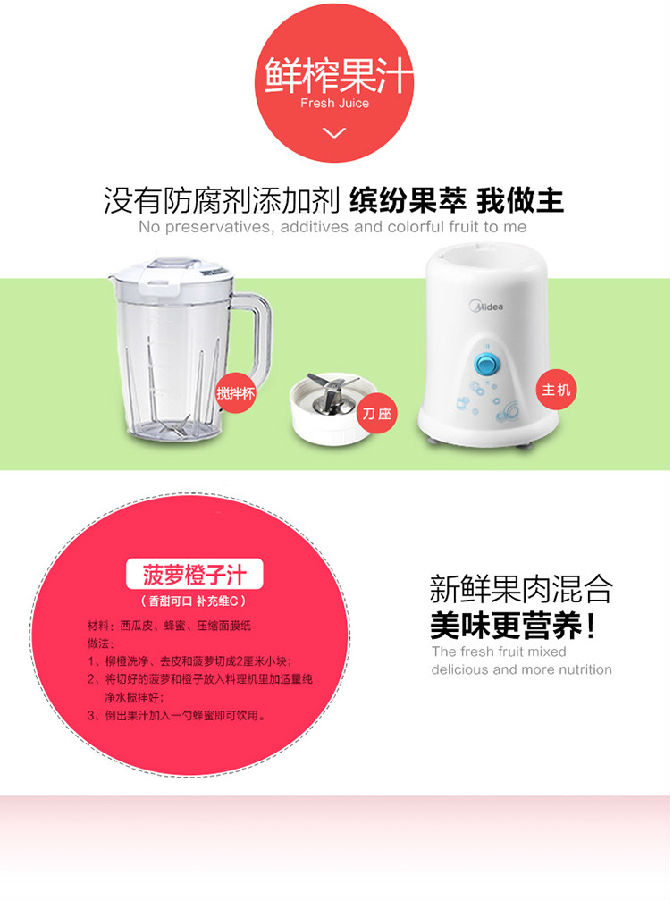 鲜榨果汁
Fresh Juice
没有防腐剂添加剂 缤纷果萃 我做主
No preservatives, additives and colorful fruit to me
Midea
搅拌杯
刀座
主机
菠萝橙子汁
(香甜可口 补充维C)
材料：西瓜皮、蜂蜜、压缩面膜纸
做法：
1、柳橙洗净、去皮和菠萝切成2厘米小块；
2、将切好的菠萝和橙子放入料理机里加适量纯
净水搅拌好；
3、倒出果汁加入一勺蜂蜜即可饮用。
新鲜果肉混合
美味更营养！
The fresh fruit mixed
delicious and more nutrition